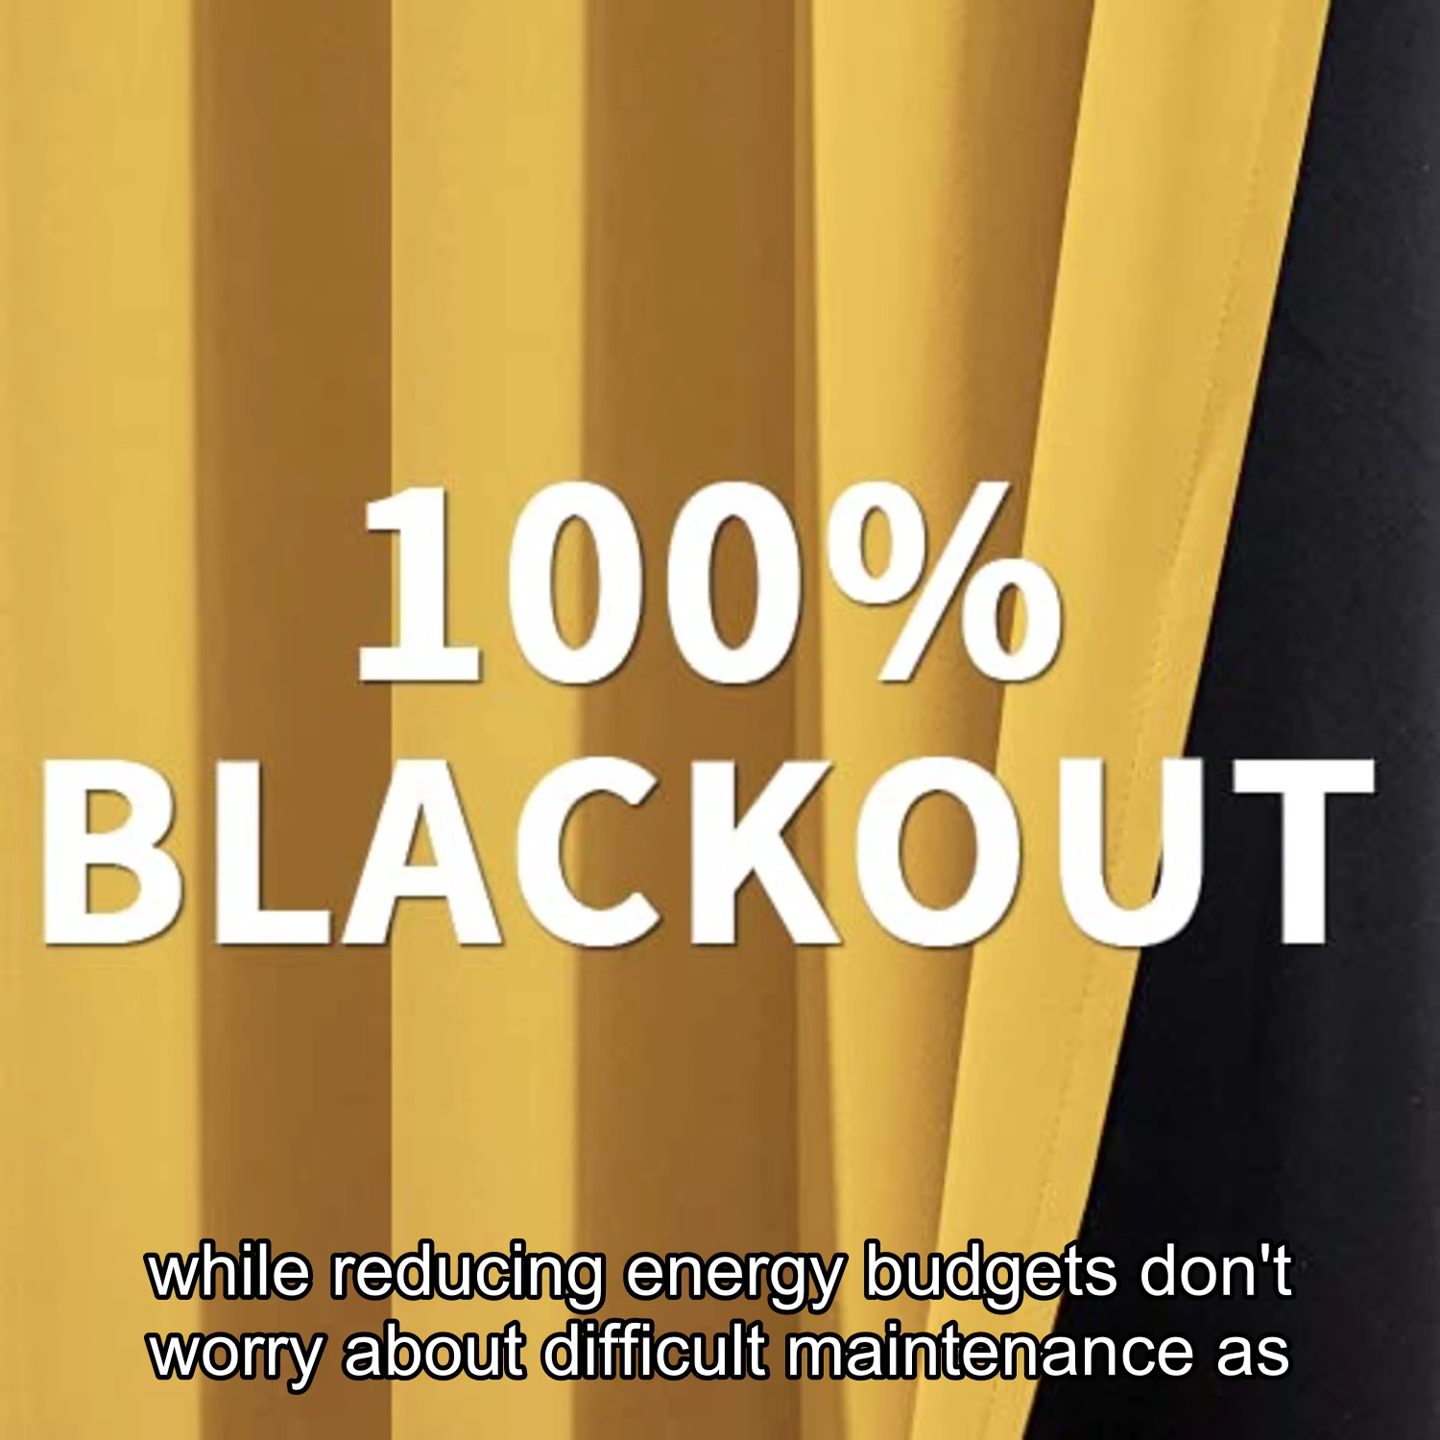 100%
BLACKOUT
while reducing energy budgets don't
worry about difficult maintenance as